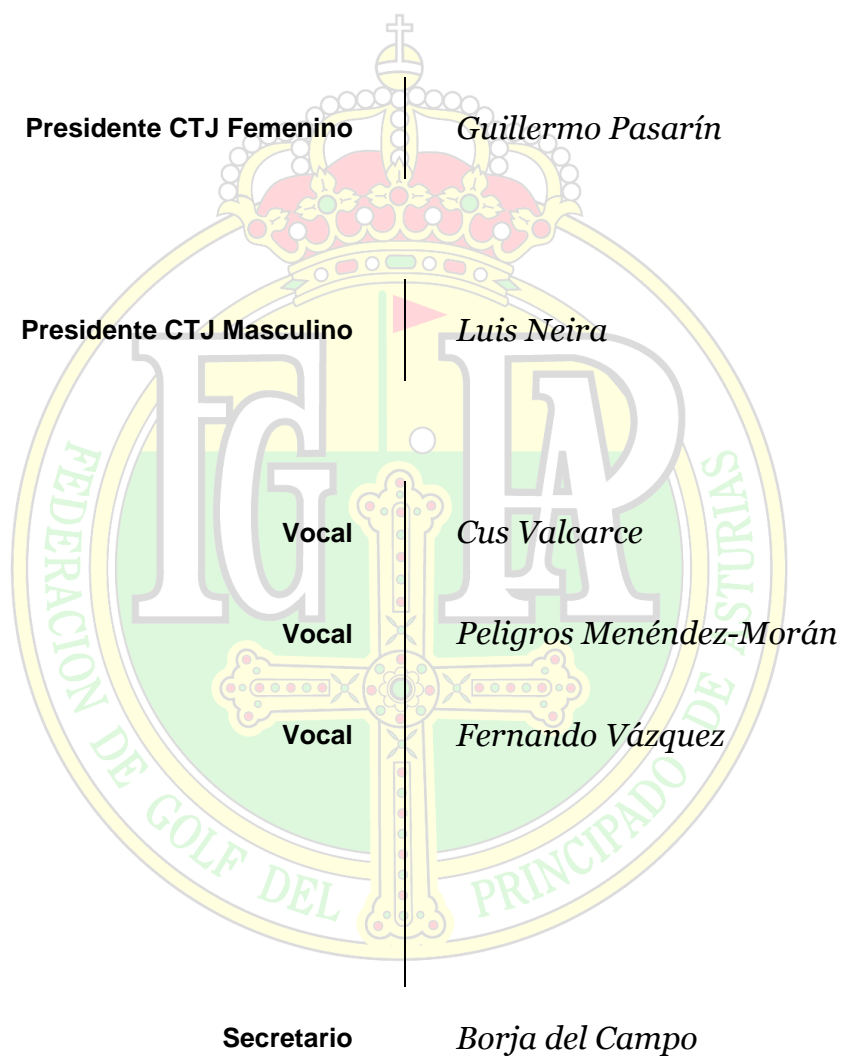 Presidente CTJ Femenino Guillermo Pasarín
Presidente CTJ Masculino Luis Neira
FGPA
Vocal Cus Valcarce
Vocal Peligros Menéndez-Morán
Vocal Fernando Vázquez
FEDERACION DE GOLF DEL PRINCIPADO DE ASTURIAS
Secretario Borja del Campo